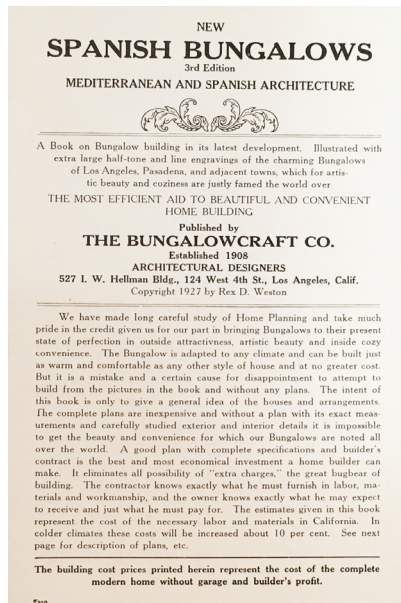 NEW
SPANISH BUNGALOWS
3rd Edition
MEDITERRANEAN AND SPANISH ARCHITECTURE
A Book on Bungalow building in its latest development. Illustrated with
extra large half-tone and line engravings of the charming Bungalows
of Los Angeles, Pasadena, and adjacent towns, which for artis-
tic beauty and coziness are justly famed the world over
THE MOST EFFICIENT AID TO BEAUTIFUL AND CONVENIENT
HOME BUILDING
Published by
THE BUNGALOWCRAFT CO.
Established 1908
ARCHITECTURAL DESIGNERS
527 I. W. Hellman Bldg., 124 West 4th St., Los Angeles, Calif.
Copyright 1927 by Rex D. Weston
We have made long careful study of Home Planning and take much
pride in the credit given us for our part in bringing Bungalows to their present
state of perfection in outside attractivness, artistic beauty and inside cozy
convenience. The Bungalow is adapted to any climate and can be built just
as warm and comfortable as any other style of house and at no greater cost.
But it is a mistake and a certain cause for disappointment to attempt to
build from the pictures in the book and without any plans. The intent of
this book is only to give a general idea of the houses and arrangements.
The complete plans are inexpensive and without a plan with its exact meas-
urements and carefully studied exterior and interior details it is impossible
to get the beauty and convenience for which our Bungalows are noted all
over the world. A good plan with complete specifications and builder's
contract is the best and most economical investment a home builder can
make. It eliminates all possibility of "extra charges," the great bugbear of
building. The contractor knows exactly what he must furnish in labor, ma-
terials and workmanship, and the owner knows exactly what he may expect
to receive and just what he must pay for. The estimates given in this book
represent the cost of the necessary labor and materials in California. In
colder climates these costs will be increased about 10 per cent. See next
page for description of plans, etc.
The building cost prices printed herein represent the cost of the complete
modern home without garage and builder's profit.